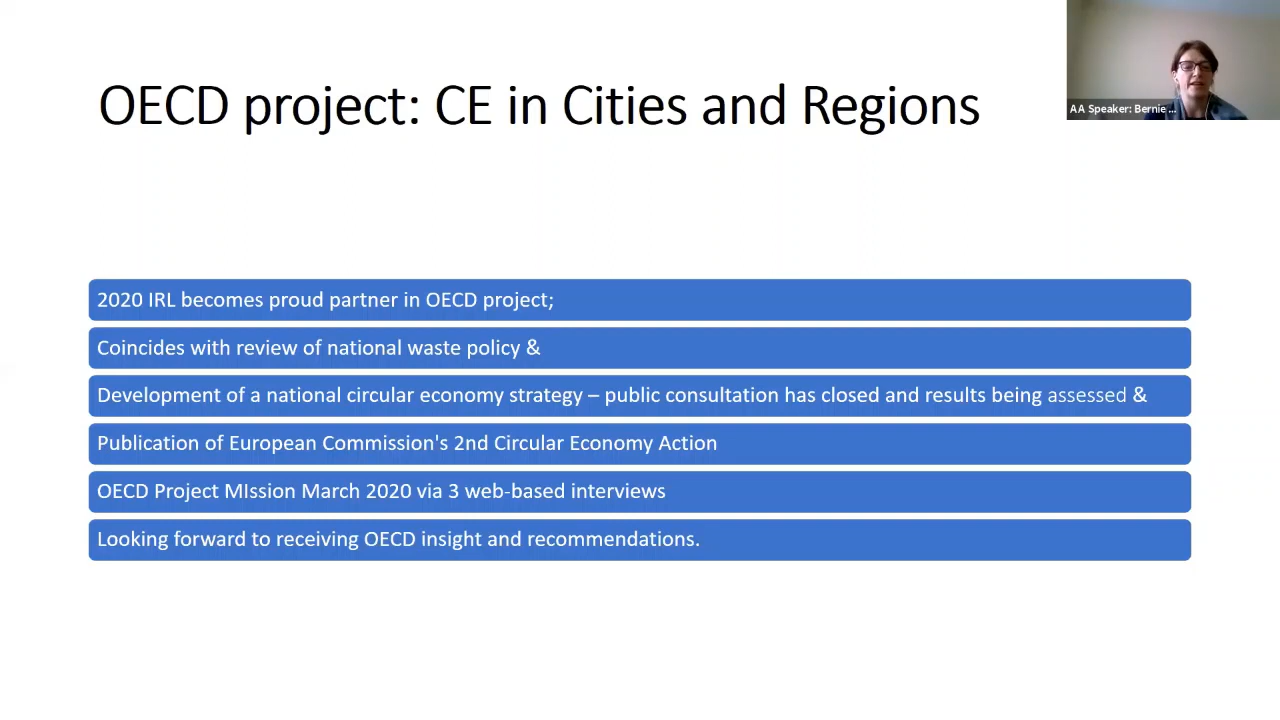 OECD project: CE in Cities and Regions
AA Speaker: Bernie ...
2020 IRL becomes proud partner in OECD project;
Coincides with review of national waste policy &
Development of a national circular economy strategy – public consultation has closed and results being assessed &
Publication of European Commission's 2nd Circular Economy Action
OECD Project MIssion March 2020 via 3 web-based interviews
Looking forward to receiving OECD insight and recommendations.